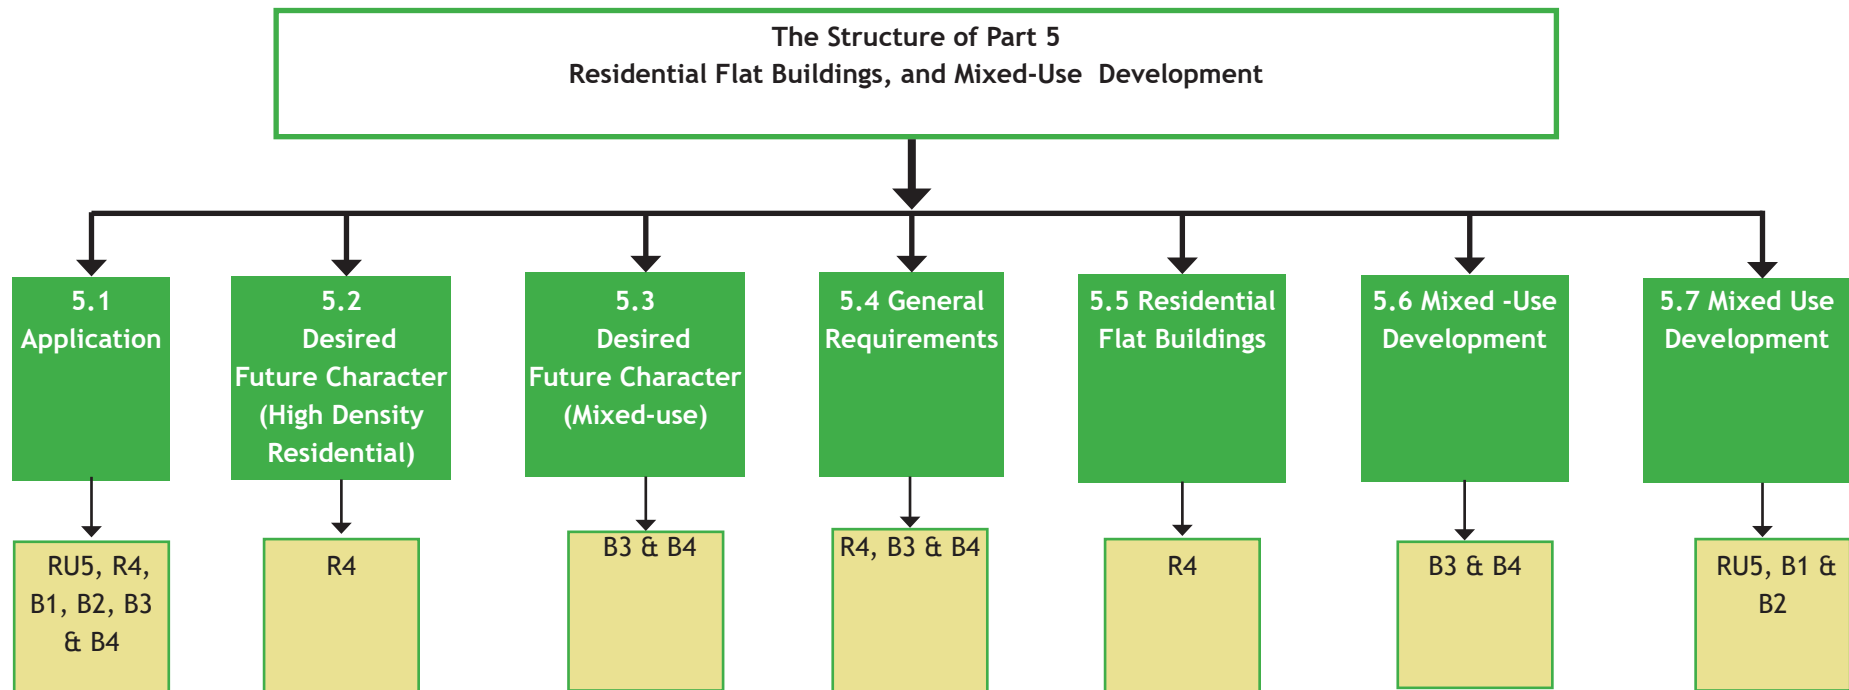 The Structure of Part 5
Residential Flat Buildings, and Mixed-Use Development
5.1
Application
5.2
Desired
Future Character
(High Density
Residential)
5.3
Desired
Future Character
(Mixed-use)
5.4 General
Requirements
5.5 Residential
Flat Buildings
5.6 Mixed -Use
Development
5.7 Mixed Use
Development
RU5, R4,
B1, B2, B3
& B4
R4
B3 & B4
R4, B3 & B4
R4
B3 & B4
RU5, B1 &
B2